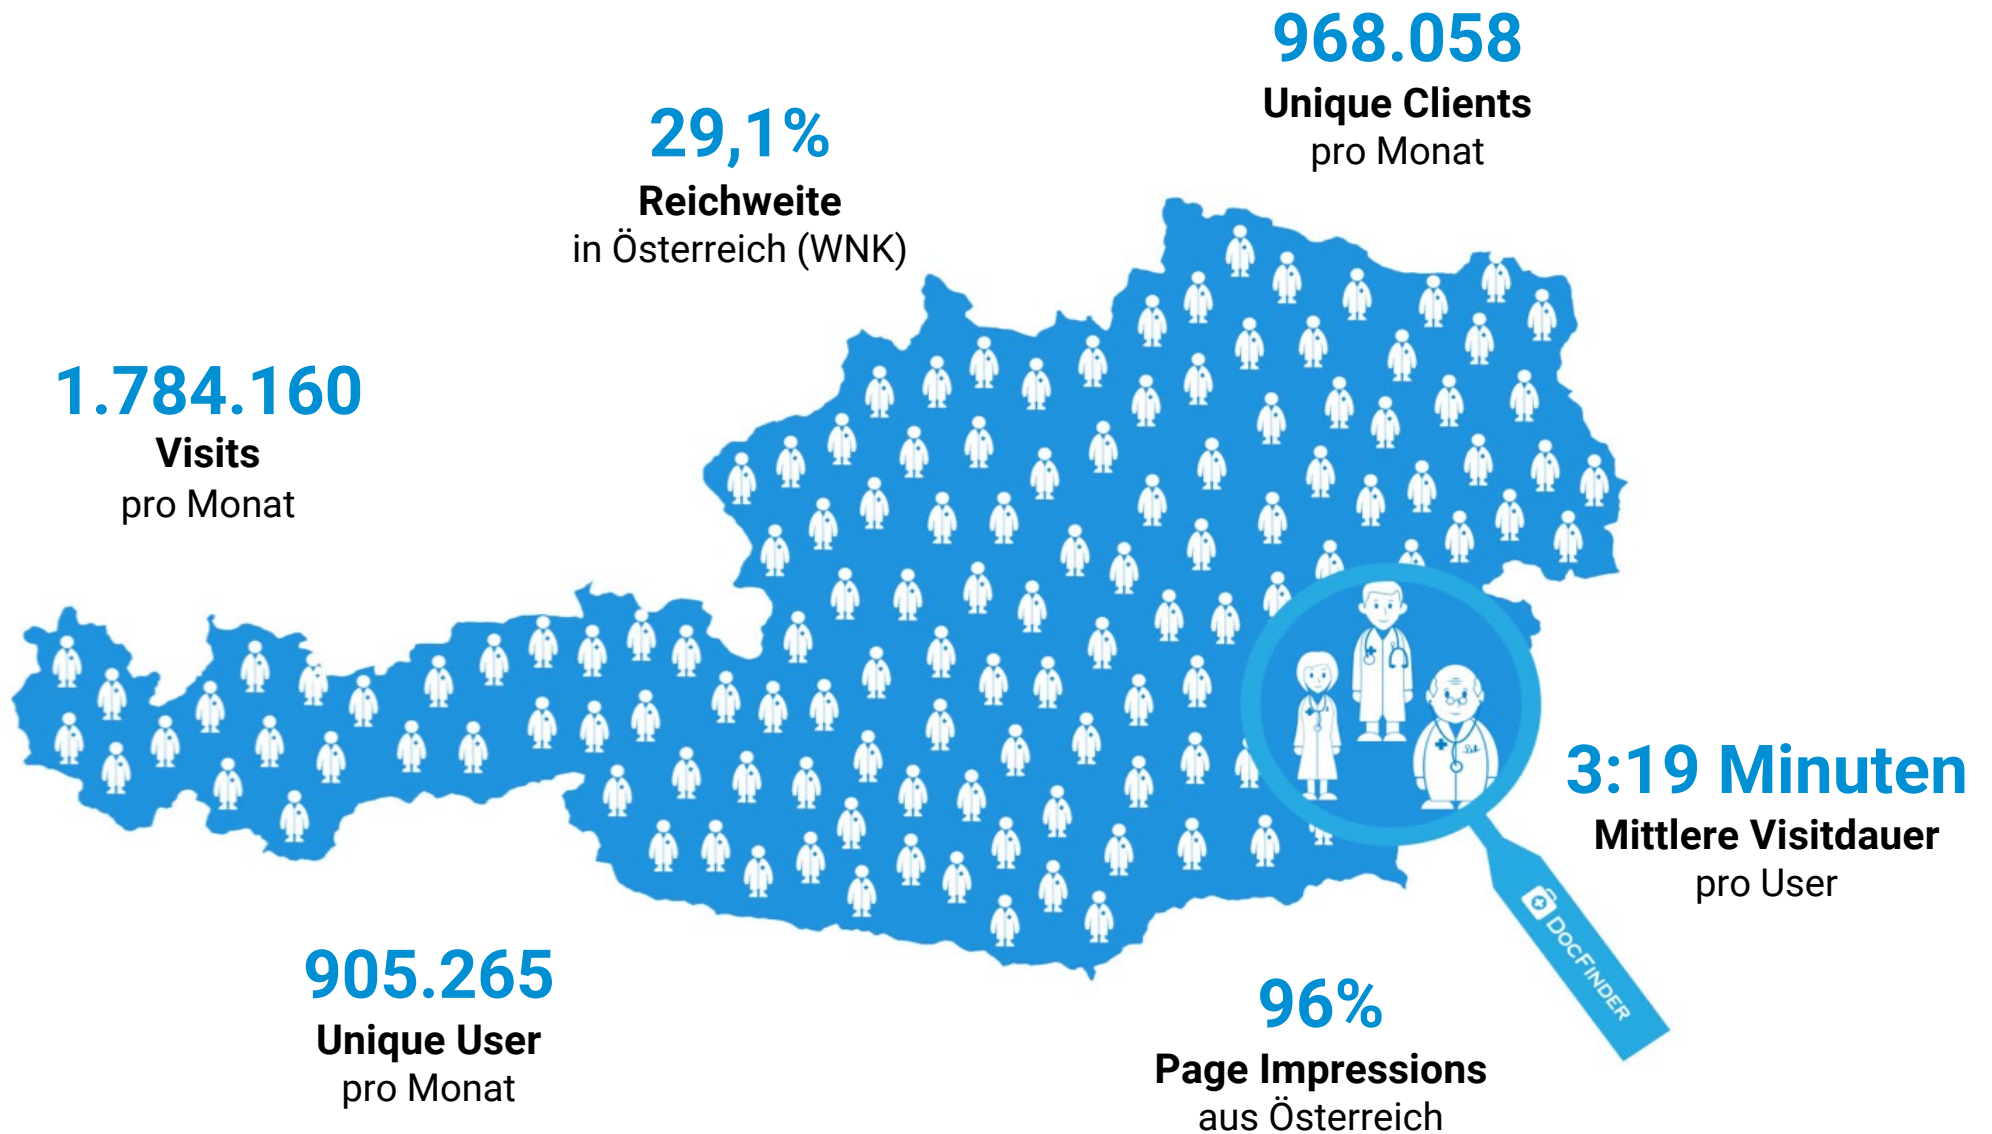 968.058
Unique Clients
pro Monat
29,1%
Reichweite
in Österreich (WNK)
1.784.160
Visits
pro Monat
3:19 Minuten
Mittlere Visitdauer
pro User
DOCFINDER
905.265
Unique User
pro Monat
96%
Page Impressions
aus Österreich